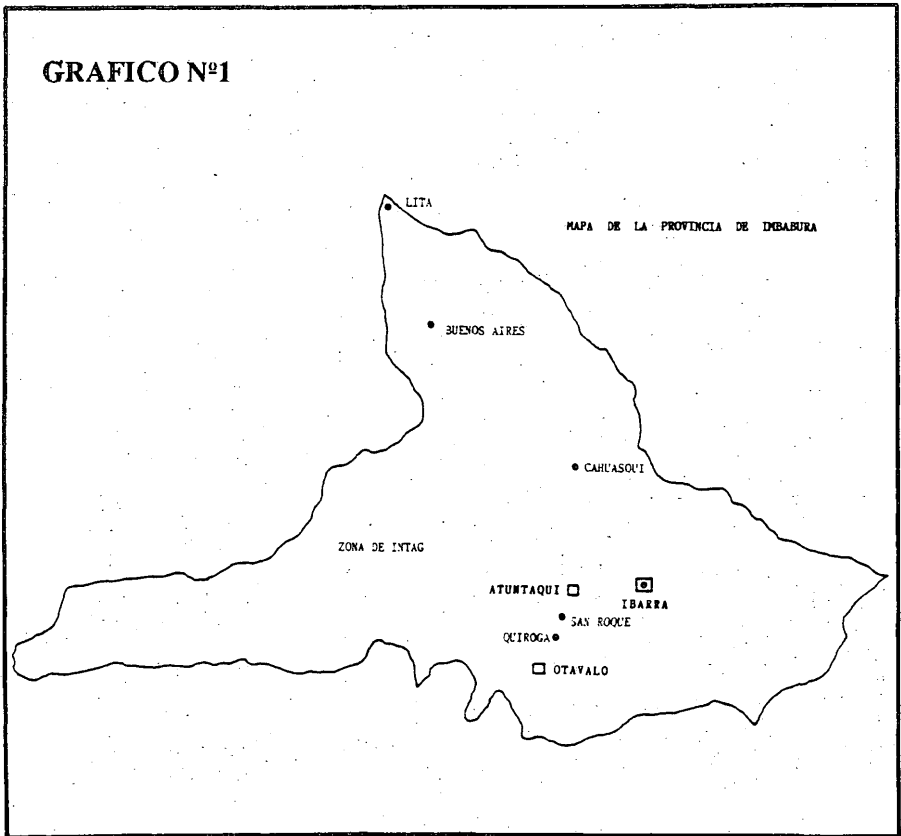 GRAFICO Nº1
LITA
MAPA DE LA PROVINCIA DE IMBABURA
BUENOS AIRES
CAHUASQUI
ZONA DE INTAG
ATUNTAQUI
IBARRA
SAN ROQUE
QUIROGA
OTAVALO